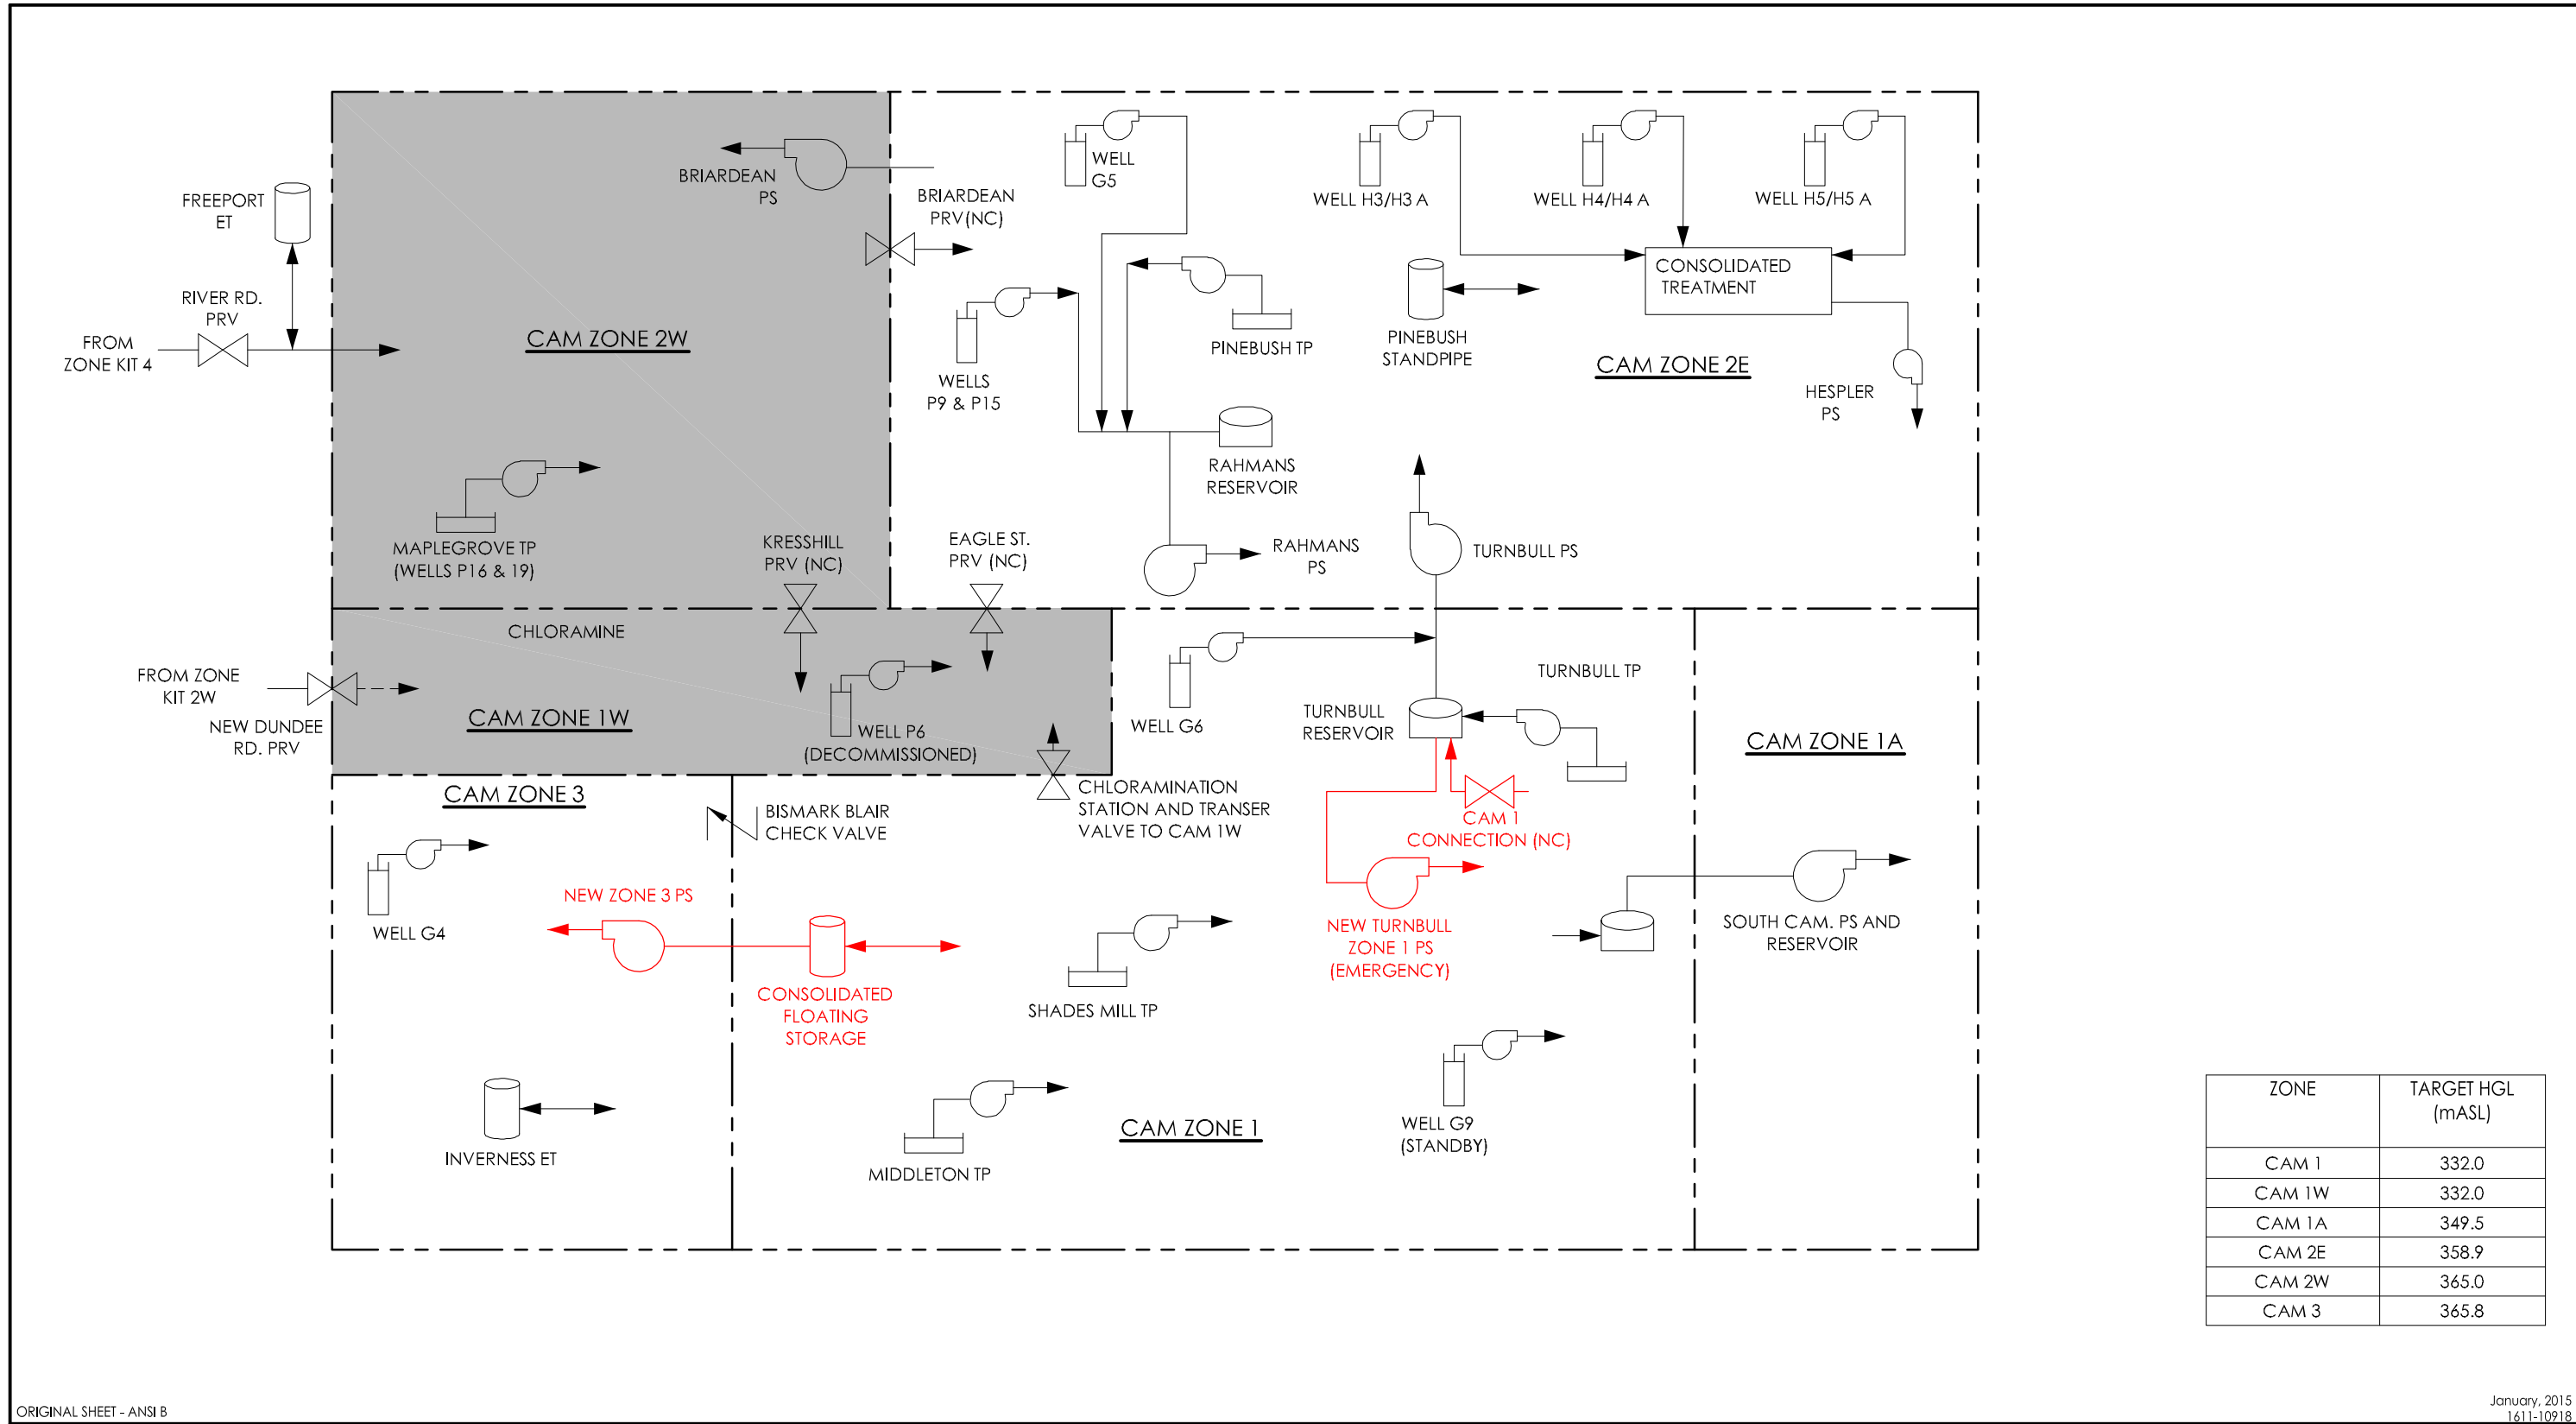 BRIARDEAN
PS
BRIARDEAN
PRV(NC)
WELL
G5
WELL H3/H3 A
WELL H4/H4 A
WELL H5/H5 A
FREEPORT
ET
RIVER RD.
PRV
FROM
ZONE KIT 4
CAM ZONE 2W
CONSOLIDATED
TREATMENT
PINEBUSH TP
PINEBUSH
STANDPIPE
CAM ZONE 2E
WELLS
P9 & P15
HESPLER
PS
RAHMANS
RESERVOIR
MAPLEGROVE TP
(WELLS P16 & 19)
KRESSHILL
PRV (NC)
EAGLE ST.
PRV (NC)
RAHMANS
PS
TURNBULL PS
CHLORAMINE
FROM ZONE
KIT 2W
NEW DUNDEE
RD. PRV
CAM ZONE 1W
WELL P6
(DECOMMISSIONED)
WELL G6
TURNBULL
RESERVOIR
TURNBULL TP
CAM ZONE 1A
CAM ZONE 3
BISMARK BLAIR
CHECK VALVE
CHLORAMINATION
STATION AND TRANSER
VALVE TO CAM 1W
CAM 1
CONNECTION (NC)
NEW ZONE 3 PS
WELL G4
NEW TURNBULL
ZONE 1 PS
(EMERGENCY)
SOUTH CAM. PS AND
RESERVOIR
CONSOLIDATED
FLOATING
STORAGE
SHADES MILL TP
INVERNESS ET
MIDDLETON TP
CAM ZONE 1
WELL G9
(STANDBY)
ZONE TARGET HGL
(mASL)
CAM 1 332.0
CAM 1W 332.0
CAM 1A 349.5
CAM 2E 358.9
CAM 2W 365.0
CAM 3 365.8
ORIGINAL SHEET - ANSI B
January, 2015
1611-10918